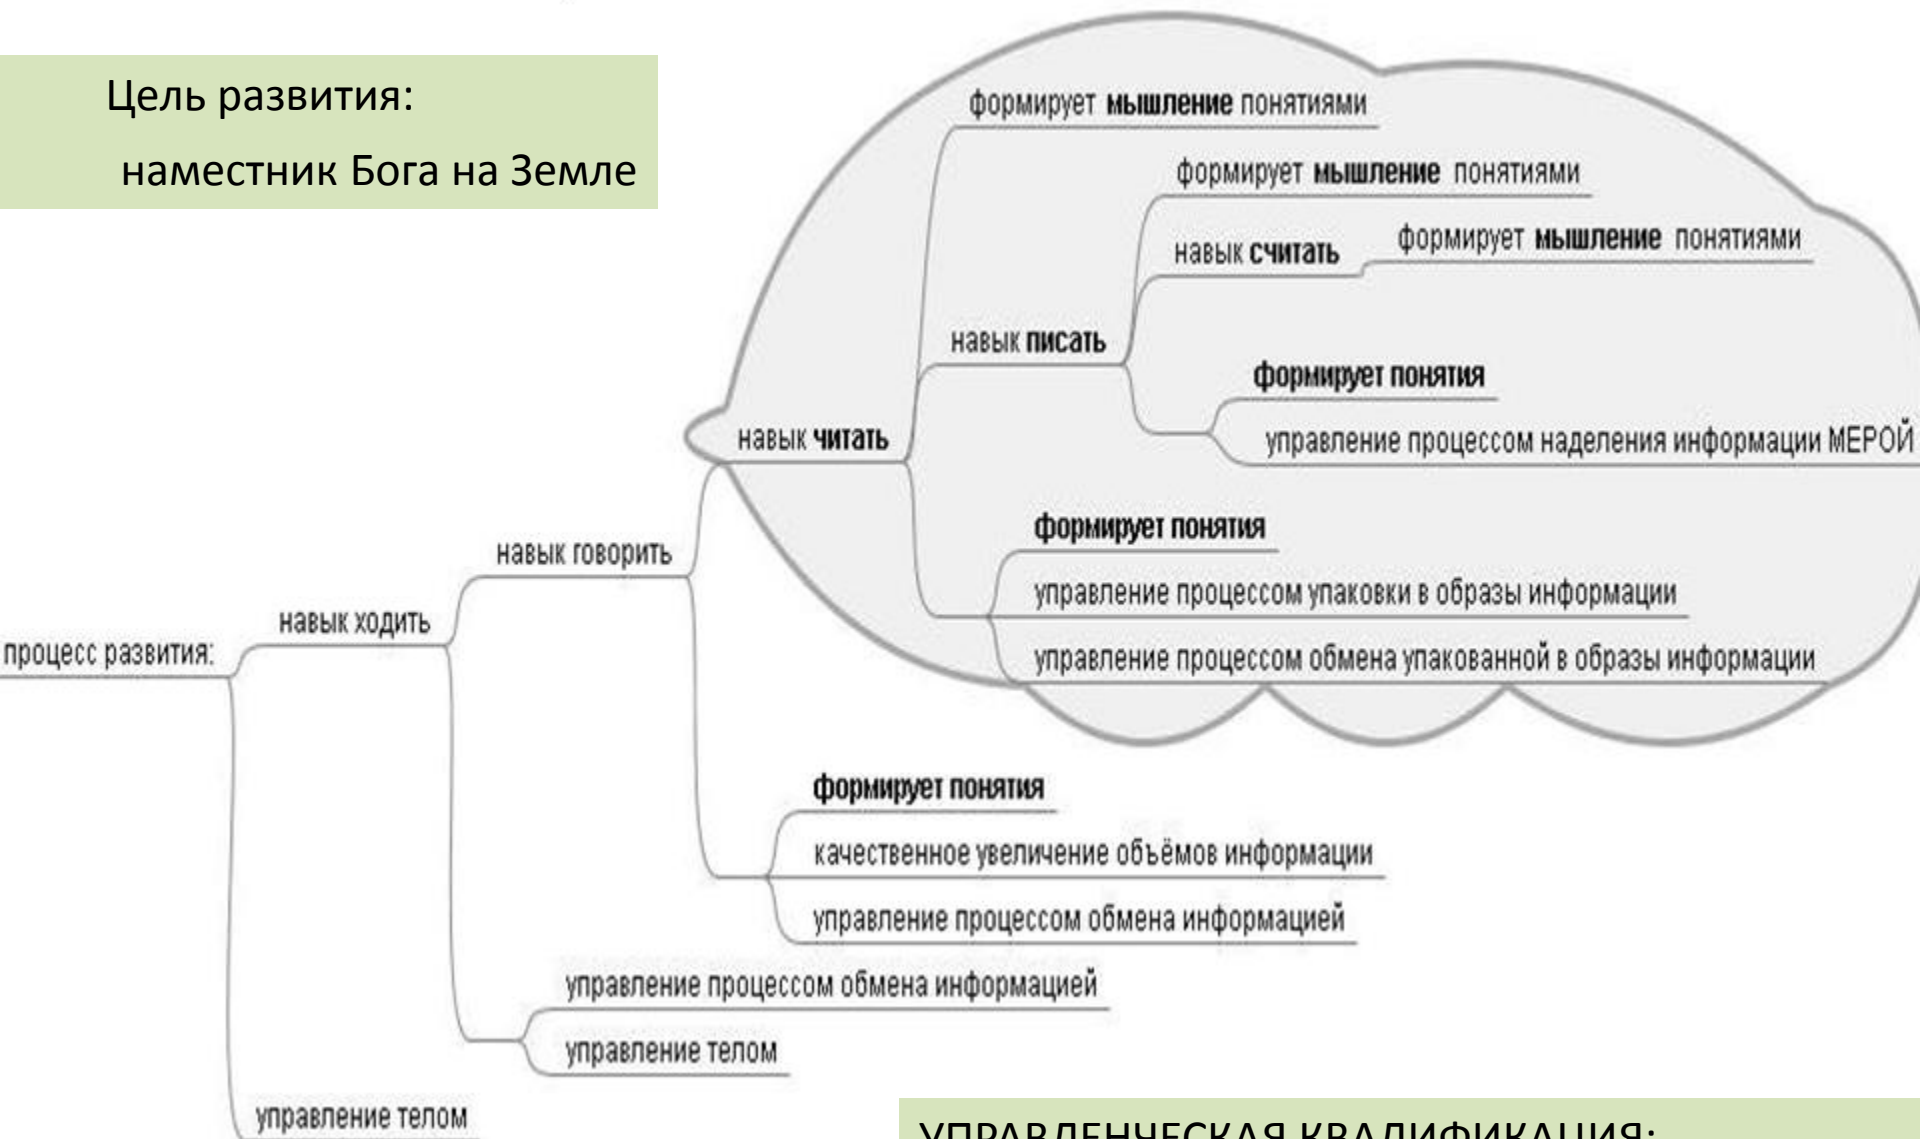 Цель развития:
наместник Бога на Земле
формирует мышление понятиями
формирует мышление понятиями
навык считать
формирует мышление понятиями
навык писать
формирует понятия
управление процессом наделения информации МЕРОЙ
навык читать
формирует понятия
управление процессом упаковки в образы информации
управление процессом обмена упакованной в образы информации
навык говорить
навык ходить
процесс развития:
формирует понятия
качественное увеличение объёмов информации
управление процессом обмена информацией
управление процессом обмена информацией
управление телом
управление телом
УПРАВЛЕНЧЕСКАЯ КВАЛИФИКАЦИЯ: